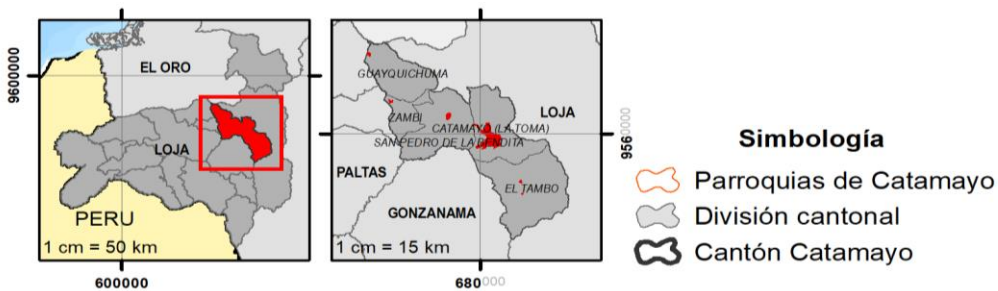 9600000
EL ORO
LOJA
PERU
1 cm = 50 km
600000
GUAYQUICHUMA
ZAMBI
LOJA
CATAMAYO (LA TOMA)
SAN PEDRO DE LA BENDITA
PALTAS
EL TAMBO
GONZANAMA
1 cm = 15 km
680000
9560000
Simbología
Parroquias de Catamayo
División cantonal
Cantón Catamayo